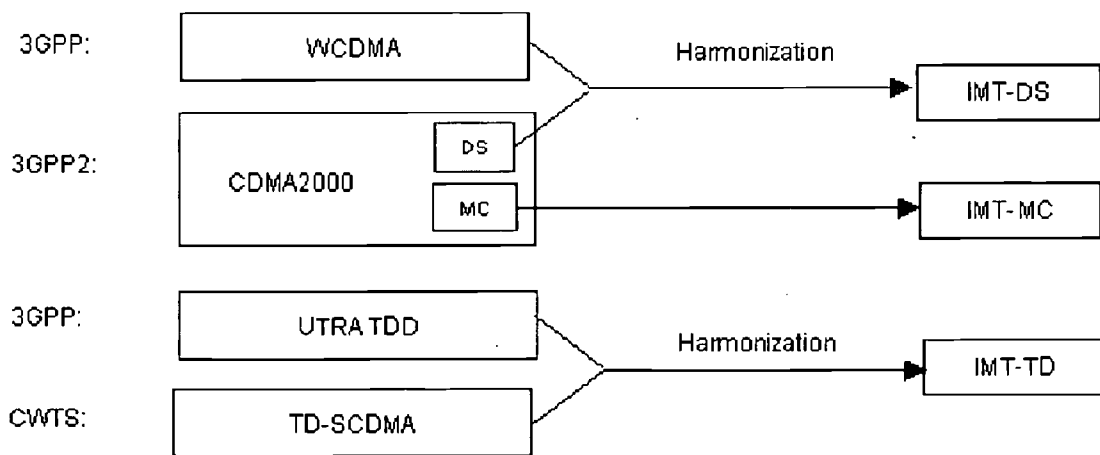 3GPP:
WCDMA
Harmonization
IMT-DS
3GPP2:
CDMA2000
DS
MC
IMT-MC
3GPP:
UTRA TDD
Harmonization
IMT-TD
CWTS:
TD-SCDMA